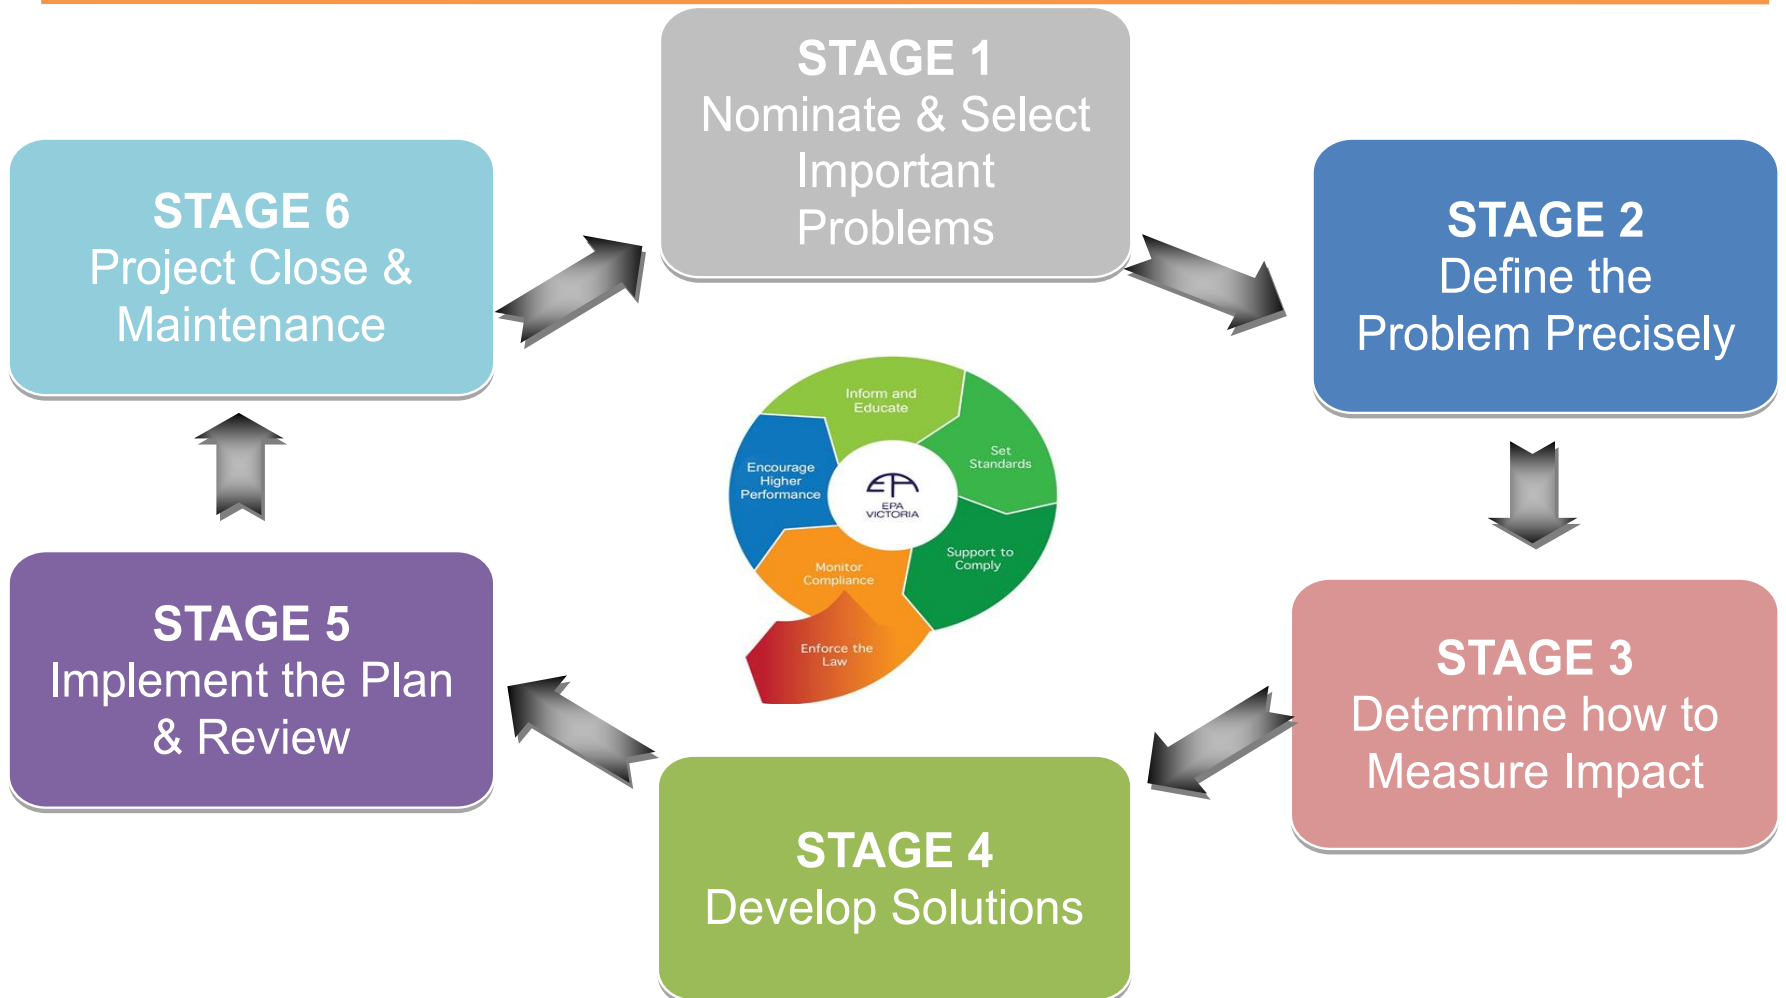 STAGE 1
Nominate & Select
Important
Problems
STAGE 2
Define the
Problem Precisely
STAGE 3
Determine how to
Measure Impact
STAGE 4
Develop Solutions
STAGE 5
Implement the Plan
& Review
STAGE 6
Project Close &
Maintenance
Inform and
Educate
Set
Standards
Support to
Comply
Monitor
Compliance
Enforce the
Law
Encourage
Higher
Performance
EPA
EPA
VICTORIA